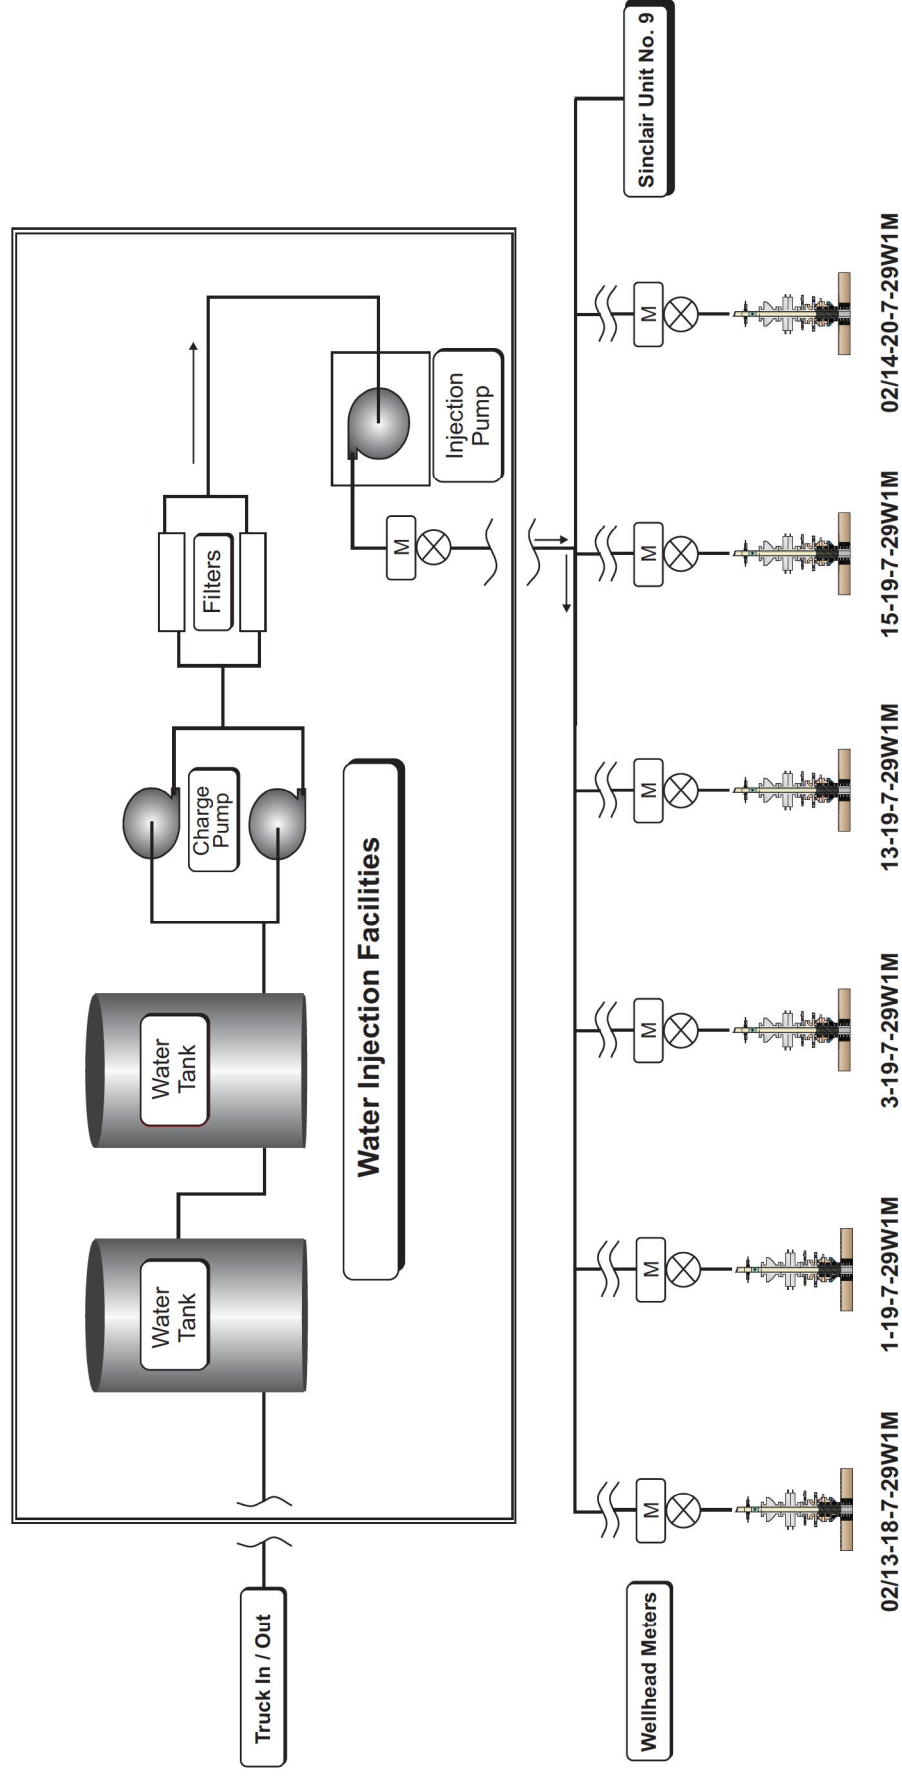 Truck In / Out
Water
Tank
Water
Tank
Charge
Pump
Filters
Injection
Pump
M
Water Injection Facilities
Sinclair Unit No. 9
Wellhead Meters
M
M
M
M
M
M
02/13-18-7-29W1M
1-19-7-29W1M
3-19-7-29W1M
13-19-7-29W1M
15-19-7-29W1M
02/14-20-7-29W1M